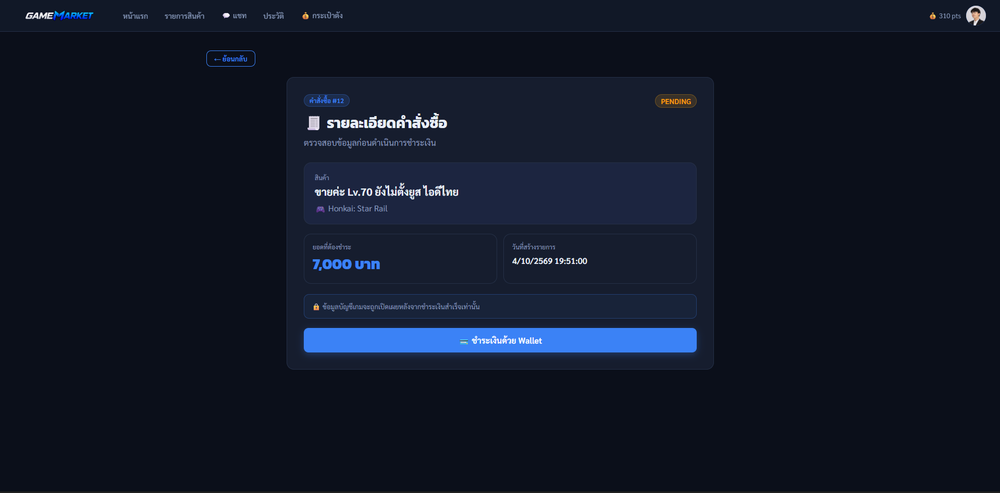 GAMEMARKET
หน้าแรก
รายการสินค้า
แชท
ประวัติ
กระเป๋าตัง
310 pts
← ย้อนกลับ
คำสั่งซื้อ #12
PENDING
รายละเอียดคำสั่งซื้อ
ตรวจสอบข้อมูลก่อนดำเนินการชำระเงิน
สินค้า
ขายค่ะ Lv.70 ยังไม่ตั้งยูส ไอดีไทย
Honkai: Star Rail
ยอดที่ต้องชำระ
7,000 บาท
วันที่สร้างรายการ
4/10/2569 19:51:00
ข้อมูลบัญชีเกมจะถูกเปิดเผยหลังจากชำระเงินสำเร็จเท่านั้น
ชำระเงินด้วย Wallet